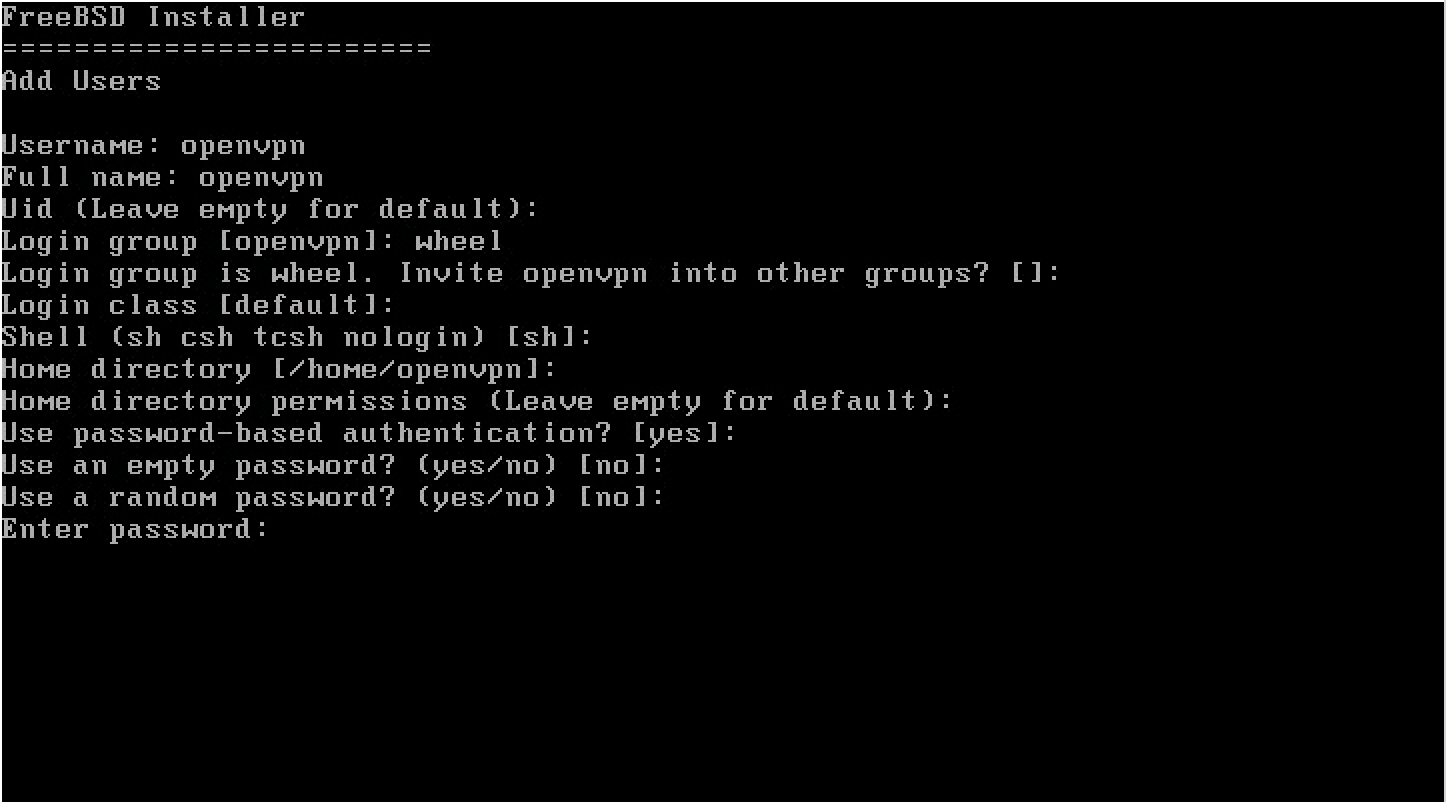 FreeBSD Installer
========================
Add Users

Username: openvpn
Full name: openvpn
Uid (Leave empty for default):
Login group [openvpn]: wheel
Login group is wheel. Invite openvpn into other groups? []:
Login class [default]:
Shell (sh csh tcsh nologin) [sh]:
Home directory [/home/openvpn]:
Home directory permissions (Leave empty for default):
Use password-based authentication? [yes]:
Use an empty password? (yes/no) [no]:
Use a random password? (yes/no) [no]:
Enter password: